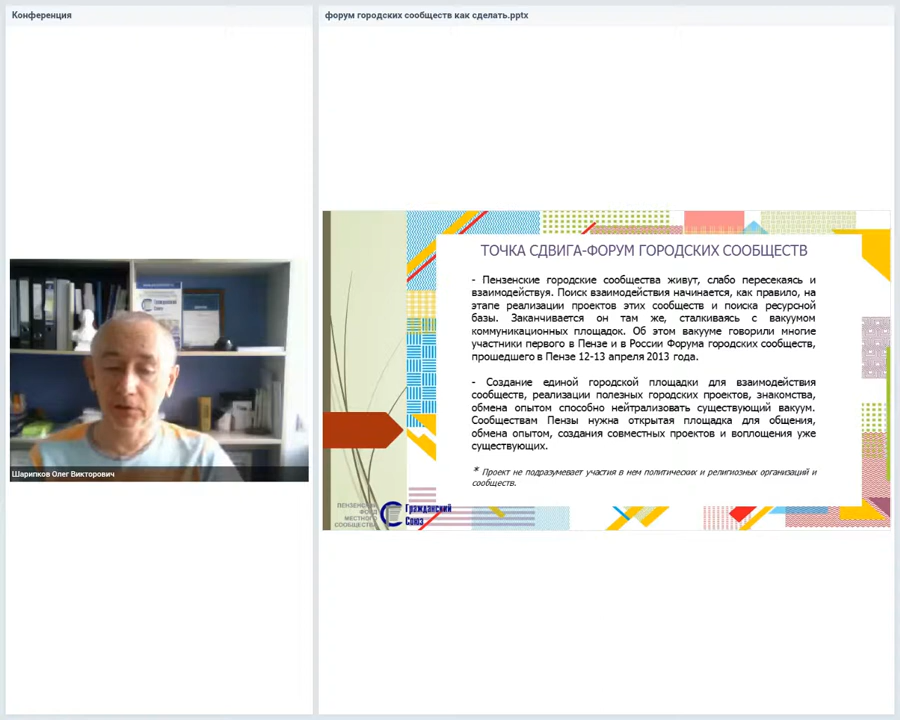 Конференция
форум городских сообществ как сделать.pptx
ТОЧКА СДВИГА-ФОРУМ ГОРОДСКИХ СООБЩЕСТВ
- Пензенские городские сообщества живут, слабо пересекаясь и
взаимодействуя. Поиск взаимодействия начинается, как правило, на
этапе реализации проектов этих сообществ и поиска ресурсной
базы. Заканчивается он там же, сталкиваясь с вакуумом
коммуникационных площадок. Об этом вакууме говорили многие
участники первого в Пензе и в России Форума городских сообществ,
прошедшего в Пензе 12-13 апреля 2013 года.
- Создание единой городской площадки для взаимодействия
сообществ, реализации полезных городских проектов, знакомства,
обмена опытом способно нейтрализовать существующий вакуум.
Сообществам Пензы нужна открытая площадка для общения,
обмена опытом, создания совместных проектов и воплощения уже
существующих.
* Проект не подразумевает участия в нем политических и религиозных организаций и
сообществ.
ПЕНЗЕНСКИЙ
ФОНД
МЕСТНОГО
СООБЩЕСТВА
Гражданский
Союз
Шарипков Олег Викторович